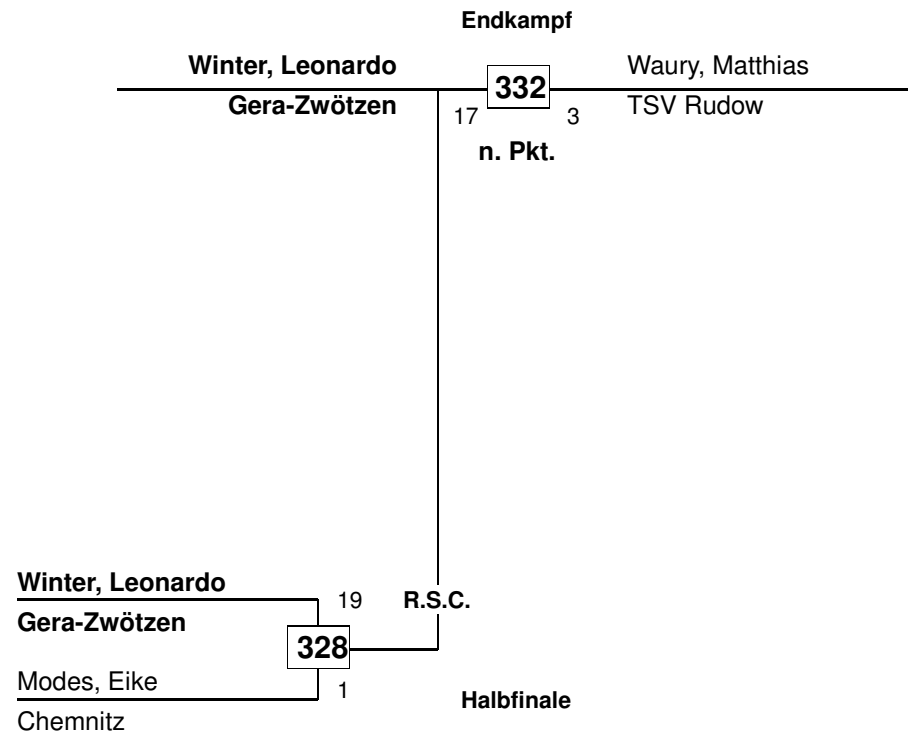 Endkampf
Winter, Leonardo
332
Waury, Matthias
Gera-Zwötzen
17
3
TSV Rudow
n. Pkt.
Winter, Leonardo
19
R.S.C.
Gera-Zwötzen
328
Modes, Eike
1
Halbfinale
Chemnitz